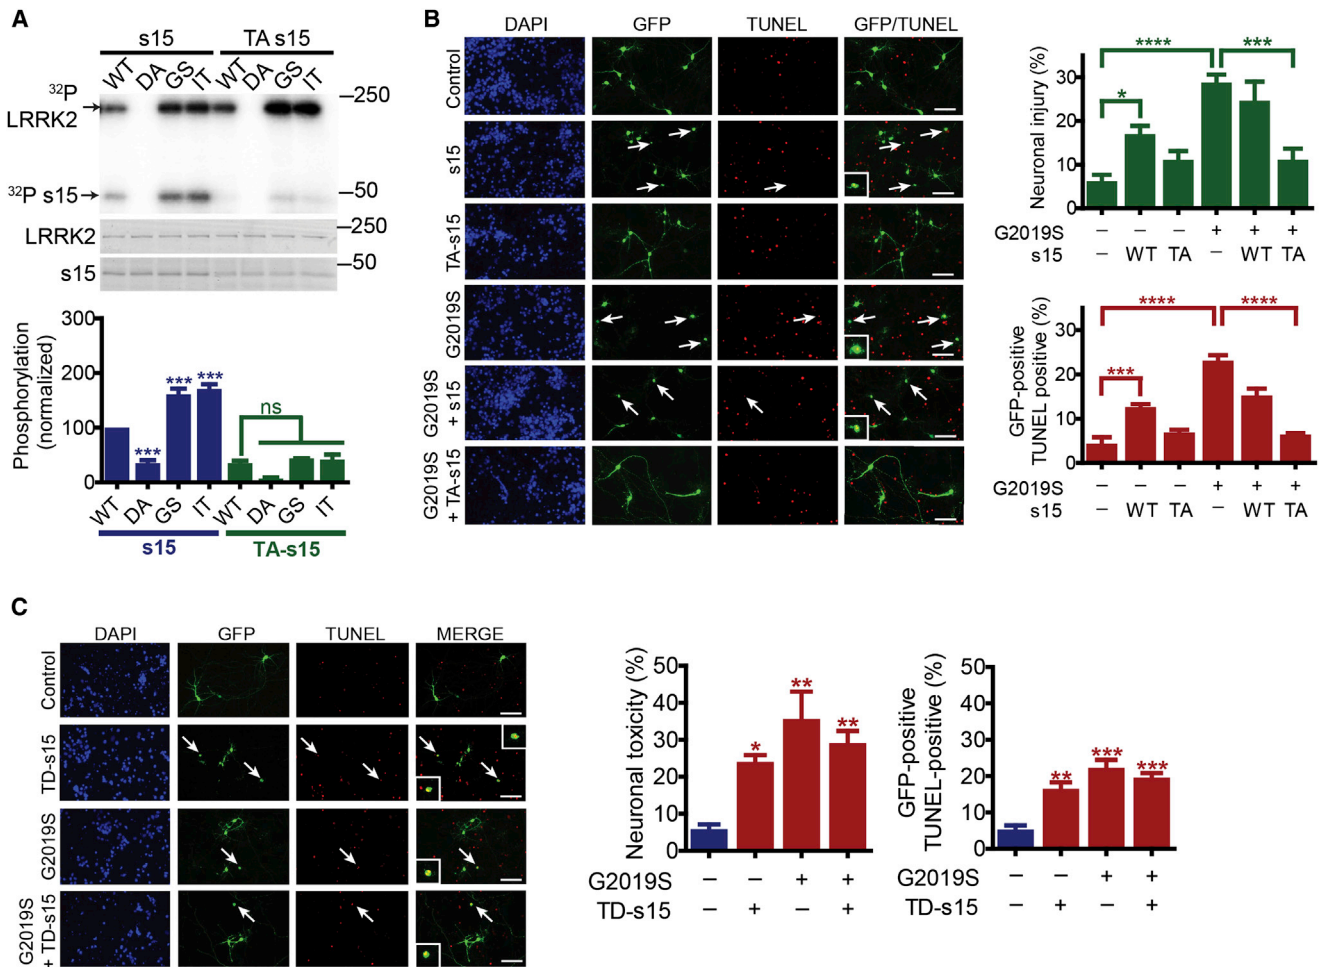 A
s15 TA s15
WT DA GS IT WT DA GS IT
32P
LRRK2
–250
32P s15
–50
–250
LRRK2
–50
s15
Phosphorylation
(normalized)
300
200
100
0
***
***
***
ns
WT DA GS IT WT DA GS IT
s15 TA-s15
B
DAPI GFP TUNEL GFP/TUNEL
Control
s15
TA-s15
G2019S
G2019S
+ s15
G2019S
+ TA-s15
Neuronal injury (%)
30
20
10
0
**** ***
*
G2019S – – – + + +
s15 – WT TA – WT TA
GFP-positive
TUNEL positive (%)
30
20
10
0
**** ****
***
G2019S – – – + + +
s15 – WT TA – WT TA
C
DAPI GFP TUNEL MERGE
Control
TD-s15
G2019S
G2019S
+ TD-s15
Neuronal toxicity (%)
50
40
30
20
10
0
* ** **
G2019S – – + +
TD-s15 – + – +
GFP-positive
TUNEL-positive (%)
50
40
30
20
10
0
** *** ***
G2019S – – + +
TD-s15 – + – +